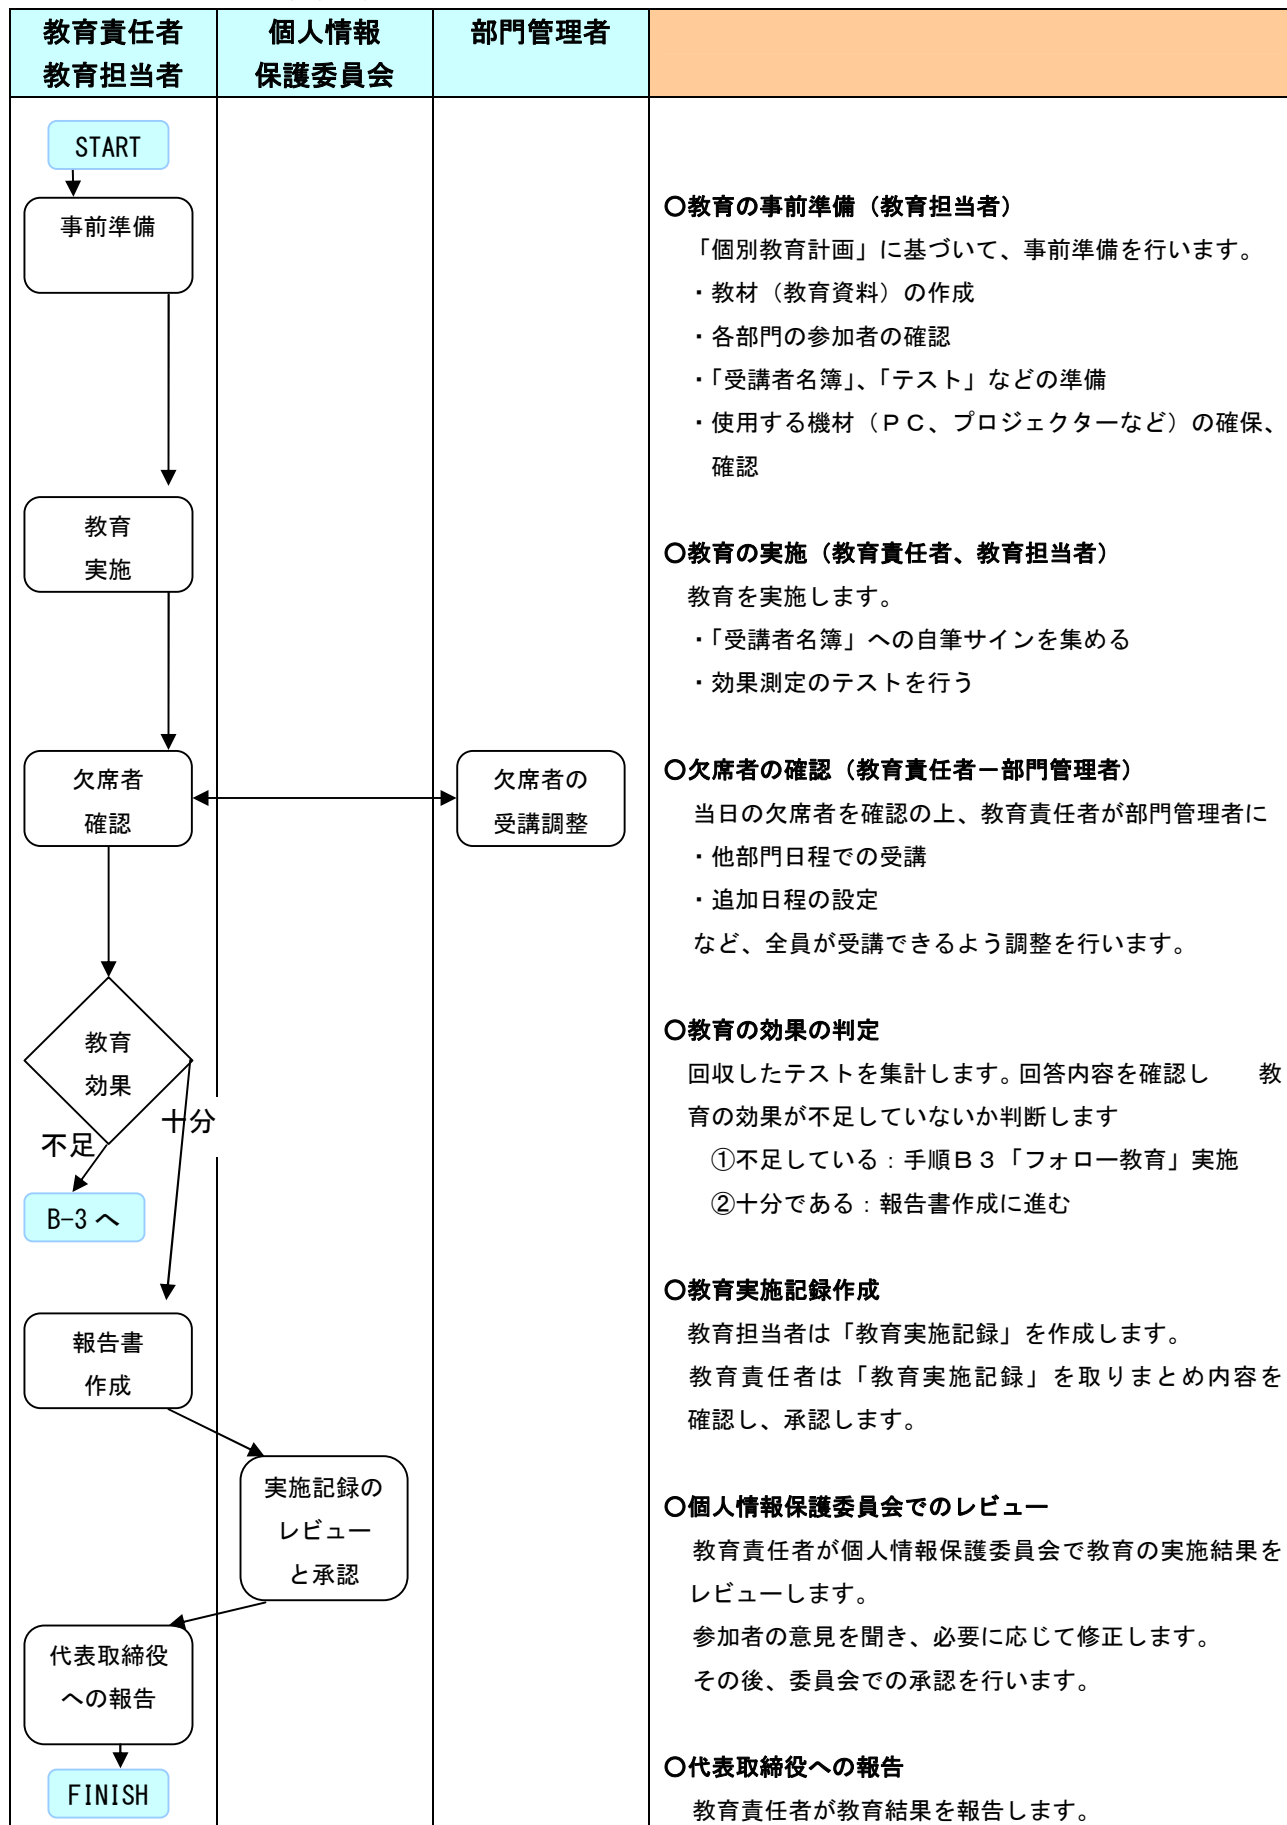 教育責任者
教育担当者
個人情報
保護委員会
部門管理者
START
事前準備
教育
実施
欠席者
確認
欠席者の
受講調整
教育
効果
不足
十分
B-3 へ
報告書
作成
実施記録の
レビュー
と承認
代表取締役
への報告
FINISH
○教育の事前準備（教育担当者）
「個別教育計画」に基づいて、事前準備を行います。
・教材（教育資料）の作成
・各部門の参加者の確認
・「受講者名簿」、「テスト」などの準備
・使用する機材（ＰＣ、プロジェクターなど）の確保、
確認
○教育の実施（教育責任者、教育担当者）
教育を実施します。
・「受講者名簿」への自筆サインを集める
・効果測定のテストを行う
○欠席者の確認（教育責任者－部門管理者）
当日の欠席者を確認の上、教育責任者が部門管理者に
・他部門日程での受講
・追加日程の設定
など、全員が受講できるよう調整を行います。
○教育の効果の判定
回収したテストを集計します。回答内容を確認し　　教
育の効果が不足していないか判断します
①不足している：手順Ｂ３「フォロー教育」実施
②十分である：報告書作成に進む
○教育実施記録作成
教育担当者は「教育実施記録」を作成します。
教育責任者は「教育実施記録」を取りまとめ内容を
確認し、承認します。
○個人情報保護委員会でのレビュー
教育責任者が個人情報保護委員会で教育の実施結果を
レビューします。
参加者の意見を聞き、必要に応じて修正します。
その後、委員会での承認を行います。
○代表取締役への報告
教育責任者が教育結果を報告します。